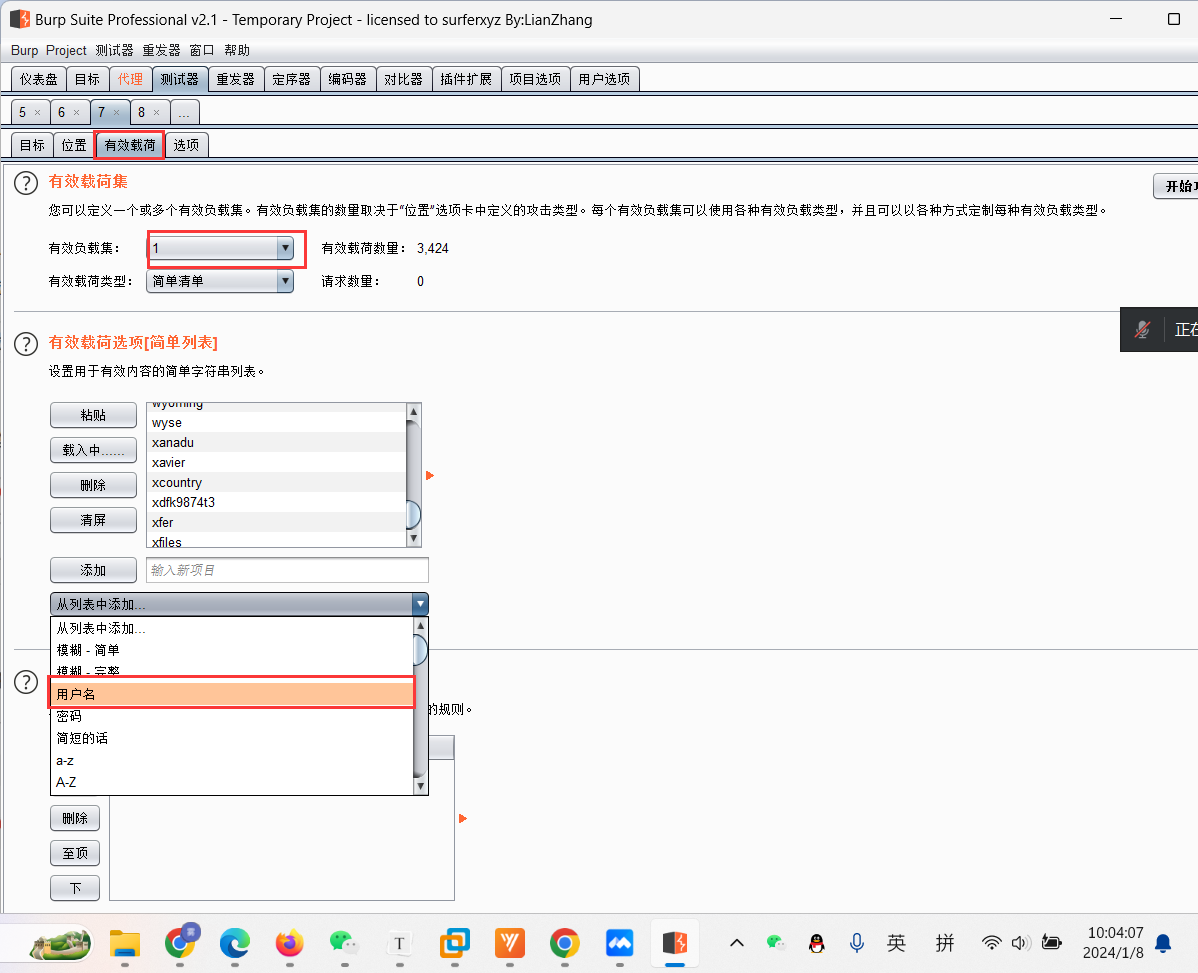 Burp Suite Professional v2.1 - Temporary Project - licensed to surferxyz By:LianZhang
Burp Project 测试器 重发器 窗口 帮助
仪表盘 目标 代理 测试器 重发器 定序器 编码器 对比器 插件扩展 项目选项 用户选项
5 × 6 × 7 × 8 × ...
目标 位置 有效载荷 选项
? 有效载荷集
开始
您可以定义一个或多个有效负载集。有效负载集的数量取决于"位置"选项卡中定义的攻击类型。每个有效负载集可以使用各种有效负载类型，并且可以以各种方式定制每种有效负载类型。
有效负载集： 1 有效载荷数量： 3,424
有效载荷类型： 简单清单 请求数量： 0
? 有效载荷选项[简单列表]
正在
设置用于有效内容的简单字符串列表。
粘贴
载入中......
删除
清屏
wyoming
wyse
xanadu
xavier
xcountry
xdfk9874t3
xfer
xfiles
添加 输入新项目
从列表中添加...
从列表中添加...
模糊 - 简单
模糊 - 完整
?
用户名
的规则。
密码
简短的话
a-z
A-Z
删除
至顶
下
T
英 拼
10:04:07
2024/1/8